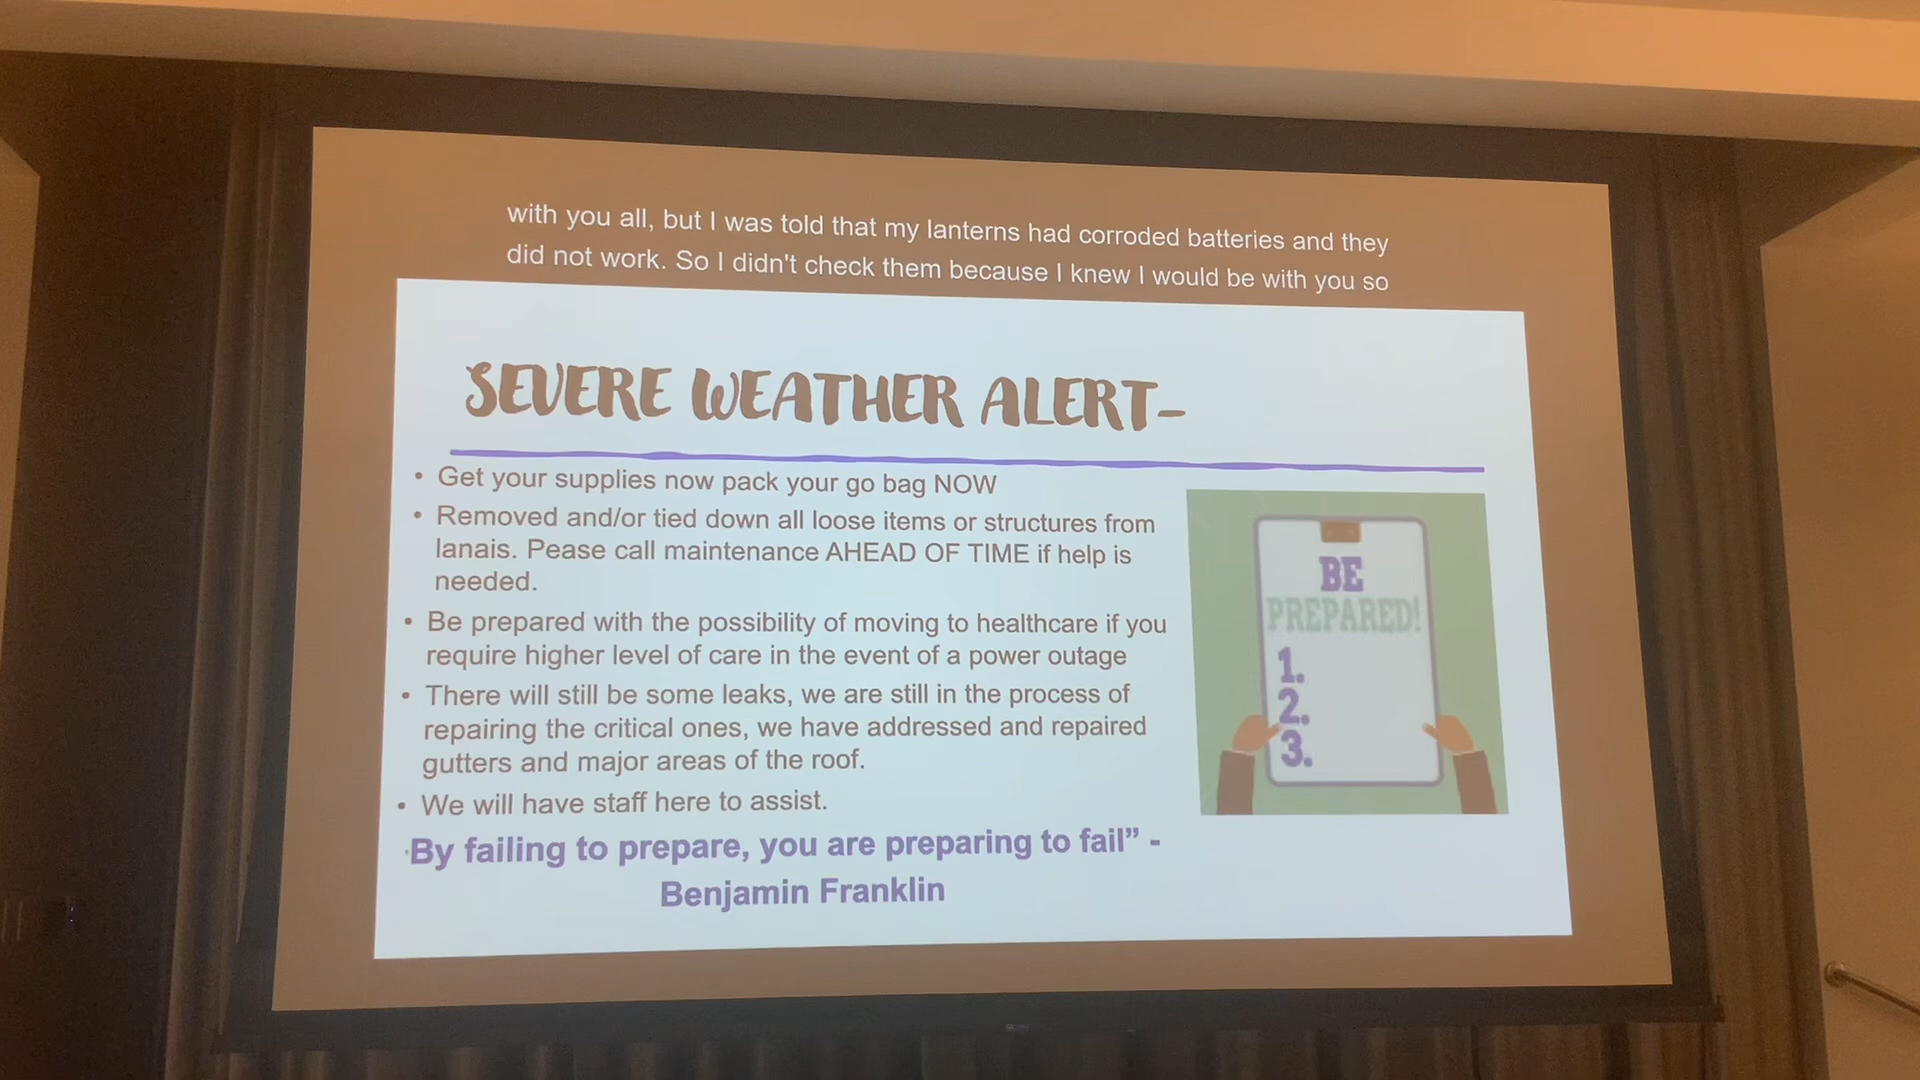 with you all, but I was told that my lanterns had corroded batteries and they
did not work. So I didn't check them because I knew I would be with you so
SEVERE WEATHER ALERT-
• Get your supplies now pack your go bag NOW
• Removed and/or tied down all loose items or structures from
lanais. Pease call maintenance AHEAD OF TIME if help is
needed.
• Be prepared with the possibility of moving to healthcare if you
require higher level of care in the event of a power outage
• There will still be some leaks, we are still in the process of
repairing the critical ones, we have addressed and repaired
gutters and major areas of the roof.
• We will have staff here to assist.
•By failing to prepare, you are preparing to fail” -
Benjamin Franklin
BE
PREPARED!
1.
2.
3.